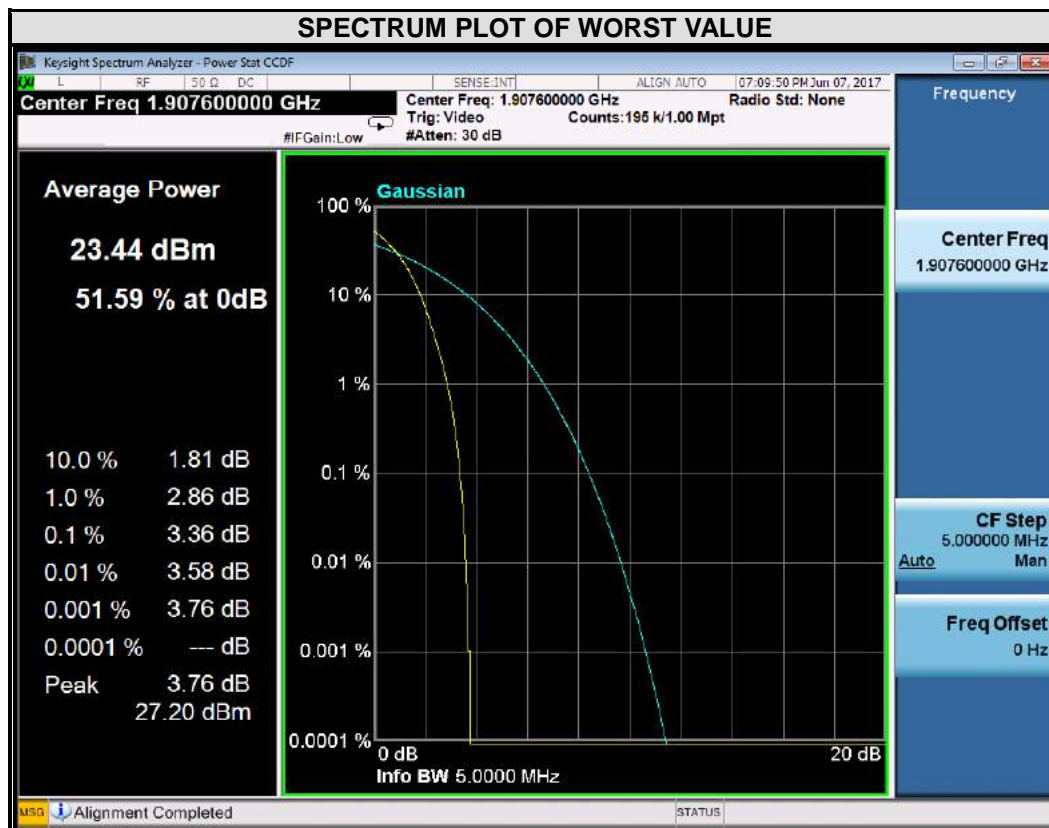 SPECTRUM PLOT OF WORST VALUE
Keysight Spectrum Analyzer - Power Stat CCDF
L RF 50 Ω DC SENSE:INT ALIGN AUTO 07:09:50 PM Jun 07, 2017
Center Freq 1.907600000 GHz
Center Freq: 1.907600000 GHz Radio Std: None
Trig: Video Counts:195 k/1.00 Mpt
#IFGain:Low #Atten: 30 dB
Frequency
Average Power
23.44 dBm
51.59 % at 0dB
10.0 % 1.81 dB
1.0 % 2.86 dB
0.1 % 3.36 dB
0.01 % 3.58 dB
0.001 % 3.76 dB
0.0001 % --- dB
Peak 3.76 dB
27.20 dBm
Gaussian
100 %
10 %
1 %
0.1 %
0.01 %
0.001 %
0.0001 %
0 dB 20 dB
Info BW 5.0000 MHz
Center Freq
1.907600000 GHz
CF Step
5.000000 MHz
Auto Man
Freq Offset
0 Hz
MSG Alignment Completed STATUS